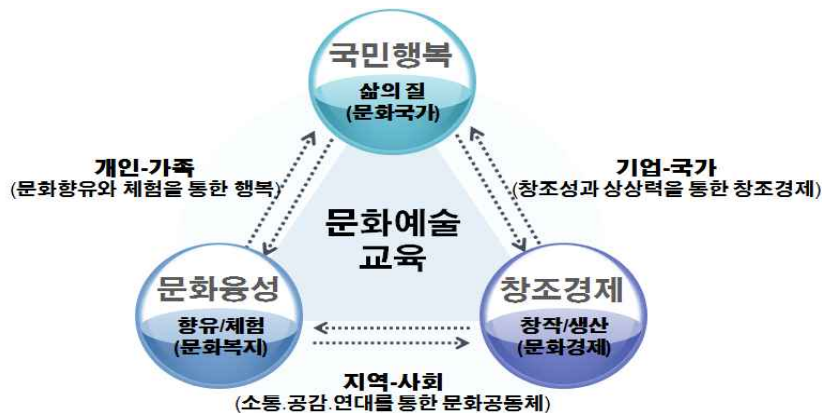 국민행복
삶의 질
(문화국가)
개인-가족
(문화향유와 체험을 통한 행복)
기업-국가
(창조성과 상상력을 통한 창조경제)
문화예술
교육
문화융성
향유/체험
(문화복지)
창조경제
창작/생산
(문화경제)
지역-사회
(소통.공감.연대를 통한 문화공동체)